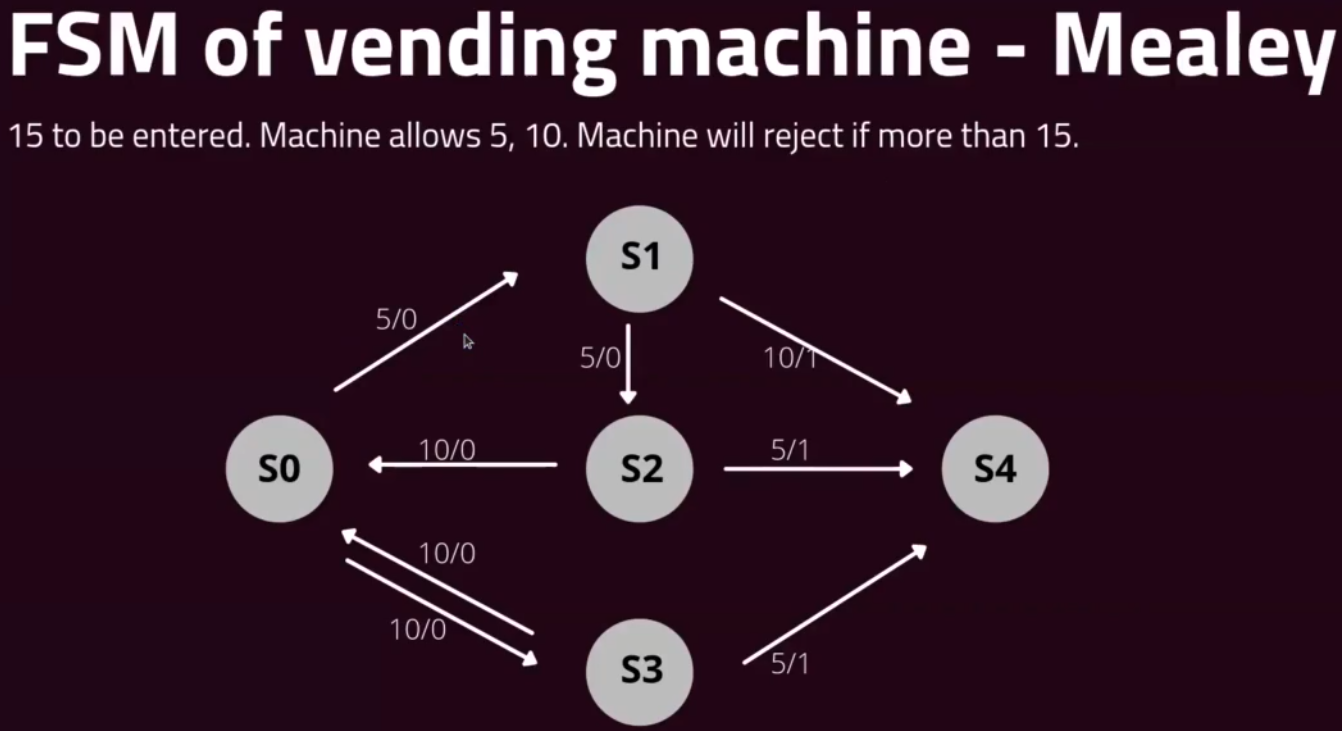 FSM of vending machine - Mealey
15 to be entered. Machine allows 5, 10. Machine will reject if more than 15.
S1
5/0
5/0
10/1
S0
10/0
S2
5/1
S4
10/0
10/0
S3
5/1